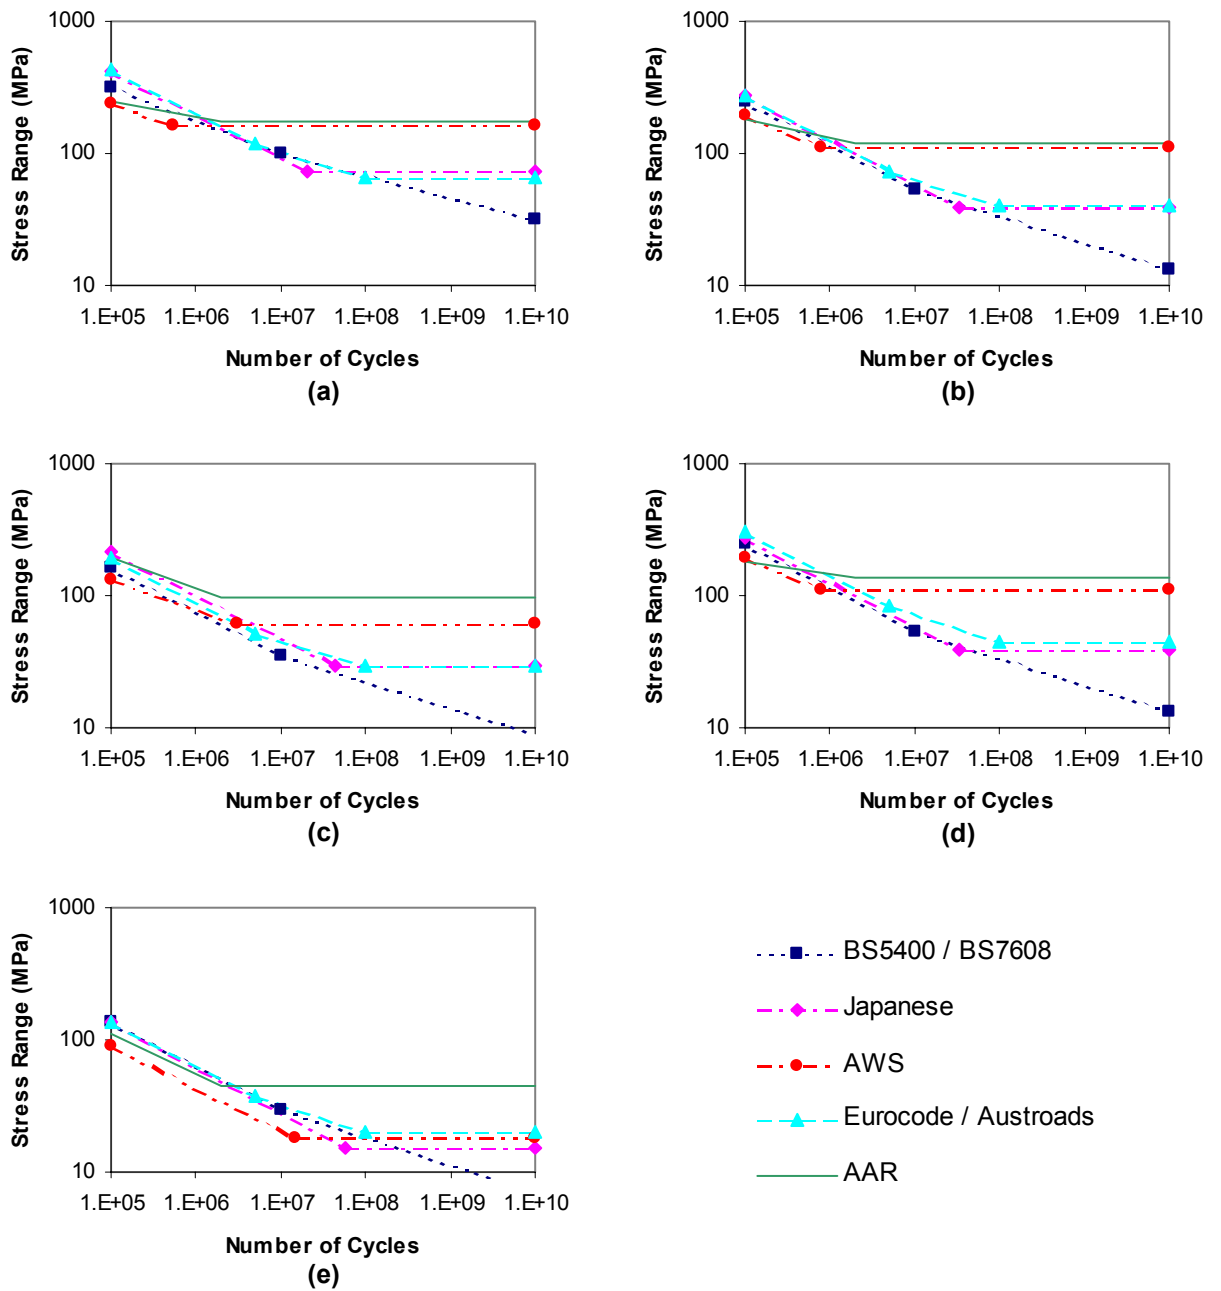 1000
100
10
Stress Range (MPa)
1.E+05 1.E+06 1.E+07 1.E+08 1.E+09 1.E+10
Number of Cycles
(a)
1000
100
10
Stress Range (MPa)
1.E+05 1.E+06 1.E+07 1.E+08 1.E+09 1.E+10
Number of Cycles
(b)
1000
100
10
Stress Range (MPa)
1.E+05 1.E+06 1.E+07 1.E+08 1.E+09 1.E+10
Number of Cycles
(c)
1000
100
10
Stress Range (MPa)
1.E+05 1.E+06 1.E+07 1.E+08 1.E+09 1.E+10
Number of Cycles
(d)
1000
100
10
Stress Range (MPa)
1.E+05 1.E+06 1.E+07 1.E+08 1.E+09 1.E+10
Number of Cycles
(e)
BS5400 / BS7608
Japanese
AWS
Eurocode / Austroads
AAR